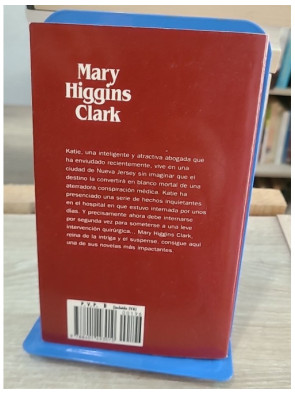 Mary
Higgins
Clark
Katie, una inteligente y atractiva abogada que
ha enviudado recientemente, vive en una
ciudad de Nueva Jersey sin imaginar que el
destino la convertirá en blanco mortal de una
aterradora conspiración médica. Katie ha
presenciado una serie de hechos inquietantes
en el hospital en que estuvo internada por unos
días. Y precisamente ahora debe internarse
por segunda vez para someterse a una leve
intervención quirúrgica... Mary Higgins Clark,
reina de la intriga y el suspense, consigue aquí
una de sus novelas más impactantes.
P.V.P.